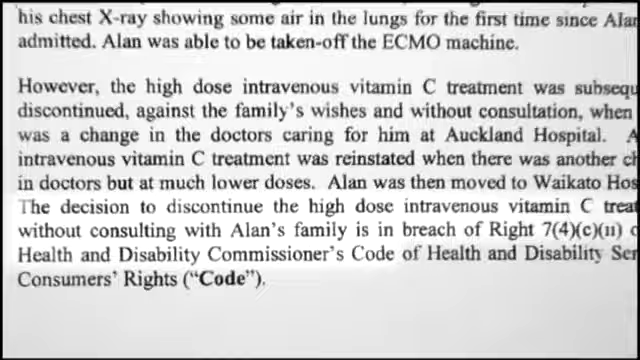 his chest X-ray showing some air in the lungs for the first time since Alan
admitted. Alan was able to be taken-off the ECMO machine.
However, the high dose intravenous vitamin C treatment was subsequ
discontinued, against the family's wishes and without consultation, when
was a change in the doctors caring for him at Auckland Hospital. A
intravenous vitamin C treatment was reinstated when there was another ch
in doctors but at much lower doses. Alan was then moved to Waikato Hos
The decision to discontinue the high dose intravenous vitamin C treat
without consulting with Alan's family is in breach of Right 7(4)(c)(ii) o
Health and Disability Commissioner's Code of Health and Disability Ser
Consumers' Rights ("Code").